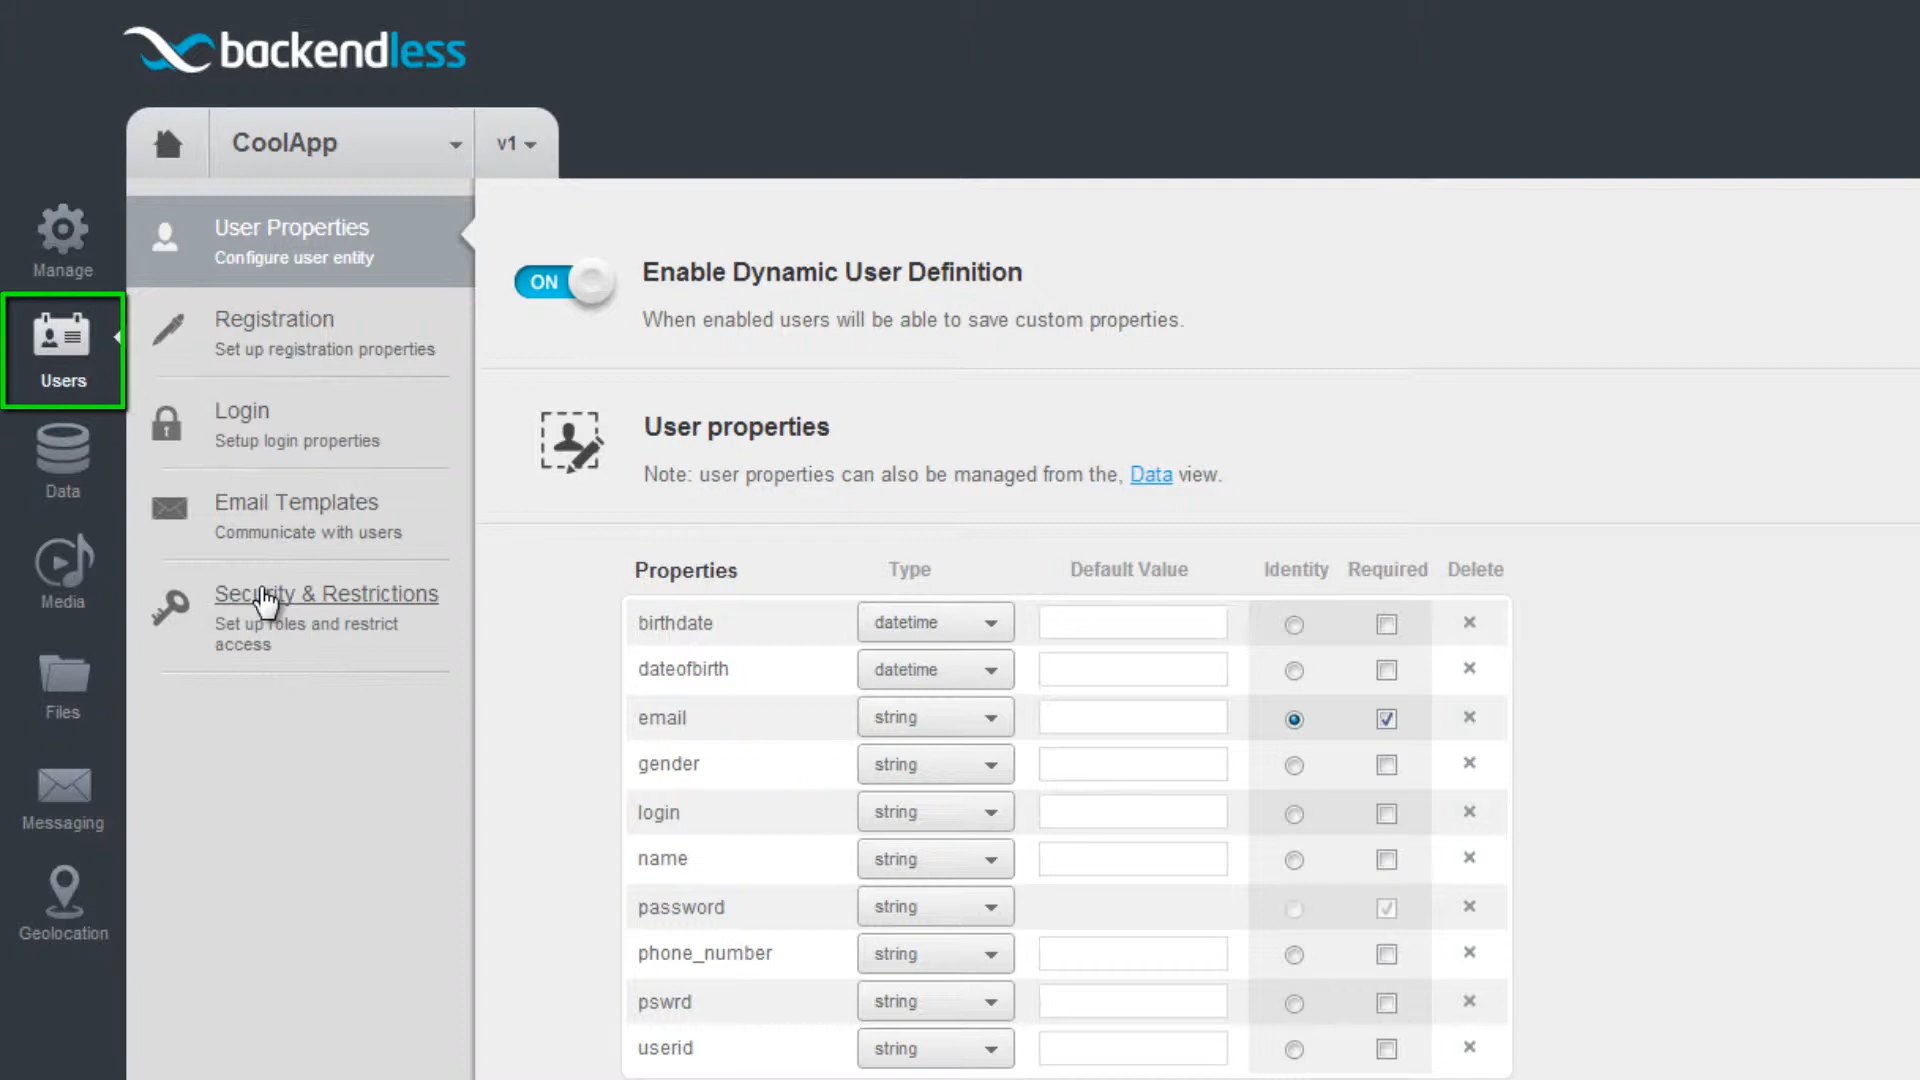 backendless
CoolApp
v1
Manage
Users
Data
Media
Files
Messaging
Geolocation
User Properties
Configure user entity
Registration
Set up registration properties
Login
Setup login properties
Email Templates
Communicate with users
Security & Restrictions
Set up roles and restrict
access
ON
Enable Dynamic User Definition
When enabled users will be able to save custom properties.
User properties
Note: user properties can also be managed from the, Data view.
Properties Type Default Value Identity Required Delete
birthdate datetime
dateofbirth datetime
email string
gender string
login string
name string
password string
phone_number string
pswrd string
userid string